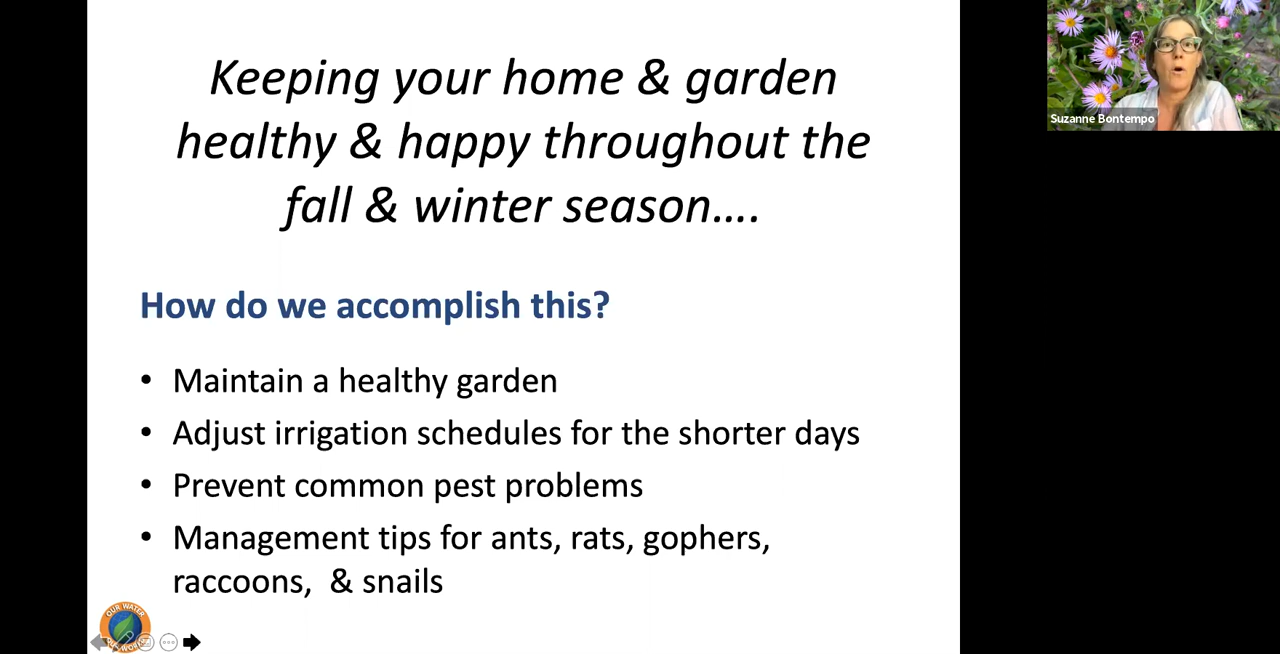 Keeping your home & garden
healthy & happy throughout the
fall & winter season....
How do we accomplish this?
• Maintain a healthy garden
• Adjust irrigation schedules for the shorter days
• Prevent common pest problems
• Management tips for ants, rats, gophers,
raccoons,  & snails
OUR WATER
Suzanne Bontempo